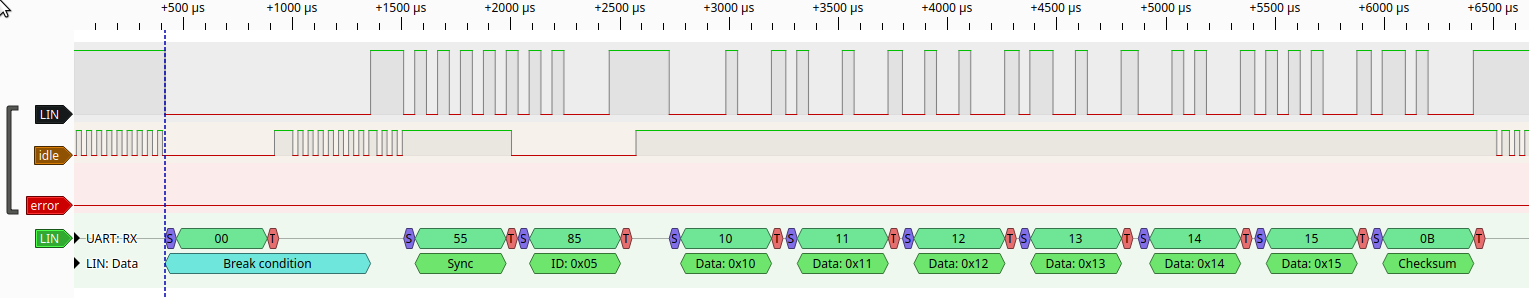 +500 µs +1000 µs +1500 µs +2000 µs +2500 µs +3000 µs +3500 µs +4000 µs +4500 µs +5000 µs +5500 µs +6000 µs +6500 µs
LIN
idle
error
LIN UART: RX S 00 T S 55 T S 85 T S 10 T S 11 T S 12 T S 13 T S 14 T S 15 T S 0B T
LIN: Data Break condition Sync ID: 0x05 Data: 0x10 Data: 0x11 Data: 0x12 Data: 0x13 Data: 0x14 Data: 0x15 Checksum